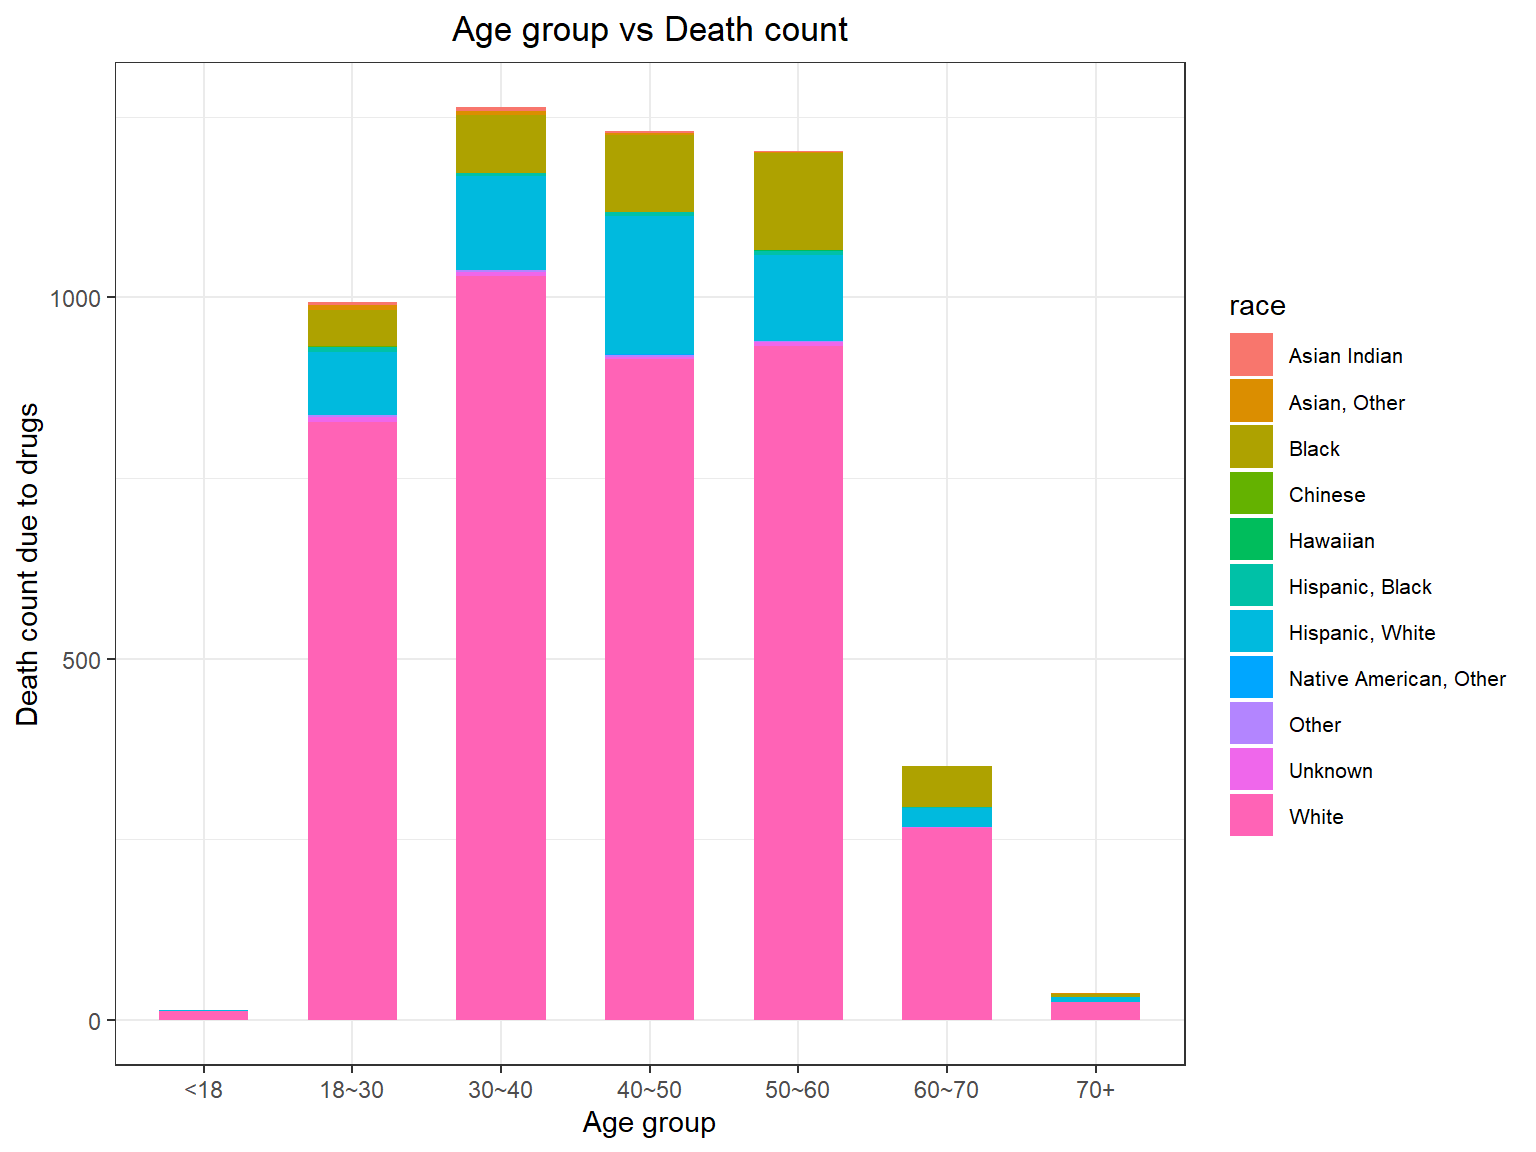 Age group vs Death count
Death count due to drugs
1000
500
0
<18
18~30
30~40
40~50
50~60
60~70
70+
Age group
race
Asian Indian
Asian, Other
Black
Chinese
Hawaiian
Hispanic, Black
Hispanic, White
Native American, Other
Other
Unknown
White